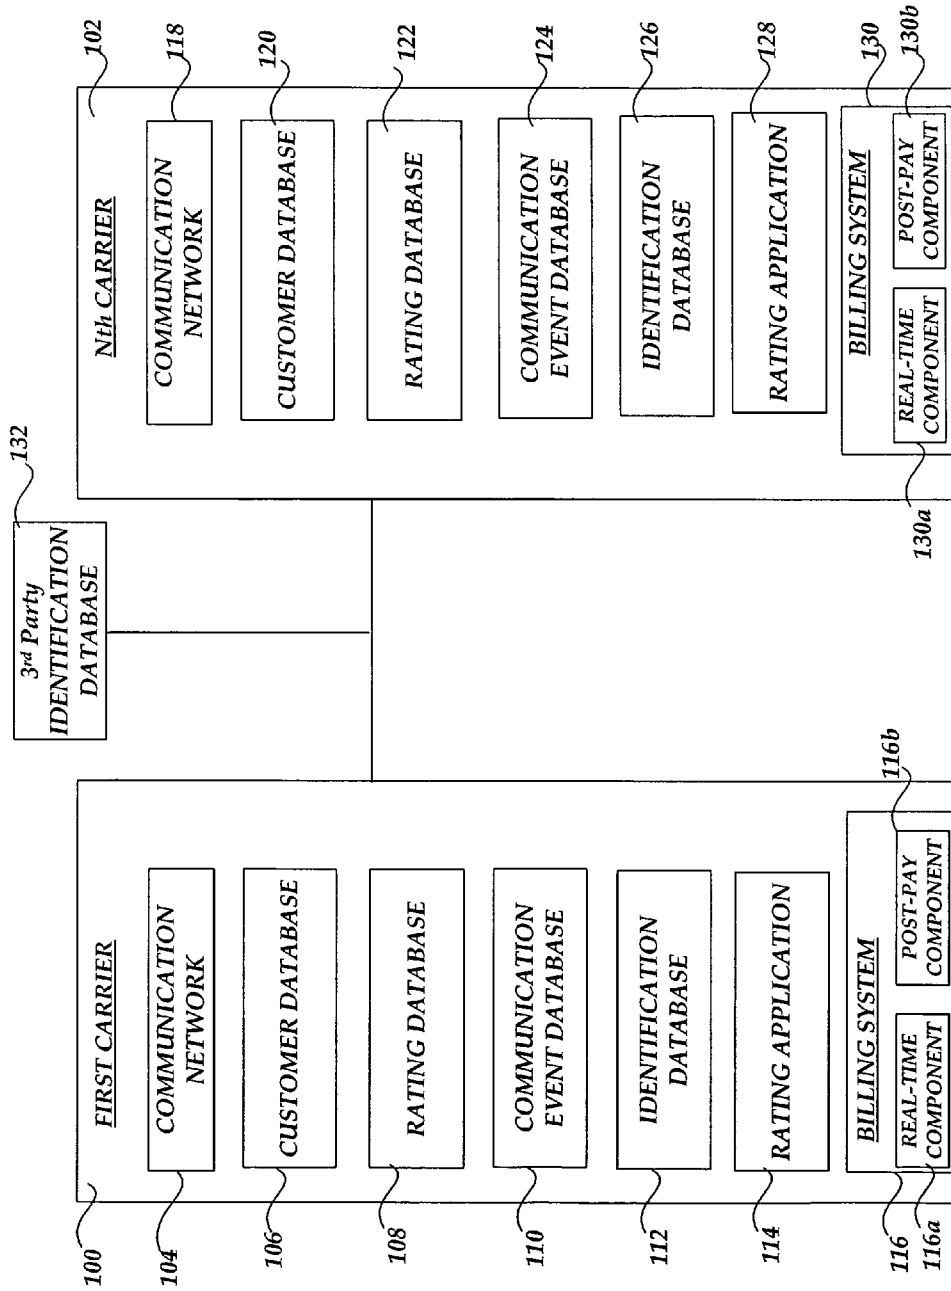 132
3rd Party
IDENTIFICATION
DATABASE
100
FIRST CARRIER
104
COMMUNICATION
NETWORK
106
CUSTOMER DATABASE
108
RATING DATABASE
110
COMMUNICATION
EVENT DATABASE
112
IDENTIFICATION
DATABASE
114
RATING APPLICATION
116
BILLING SYSTEM
116a
REAL-TIME
COMPONENT
116b
POST-PAY
COMPONENT
102
Nth CARRIER
118
COMMUNICATION
NETWORK
120
CUSTOMER DATABASE
122
RATING DATABASE
124
COMMUNICATION
EVENT DATABASE
126
IDENTIFICATION
DATABASE
128
RATING APPLICATION
130
BILLING SYSTEM
130a
REAL-TIME
COMPONENT
130b
POST-PAY
COMPONENT